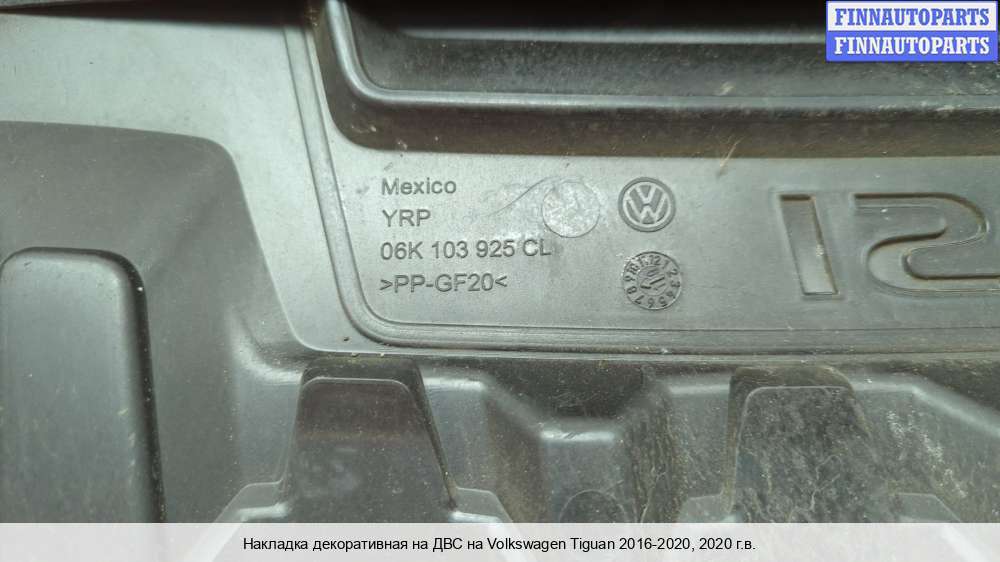 FINNAUTOPARTS
FINNAUTOPARTS
Mexico
YRP
06K 103 925 CL
>PP-GF20<
Накладка декоративная на ДВС на Volkswagen Tiguan 2016-2020, 2020 г.в.